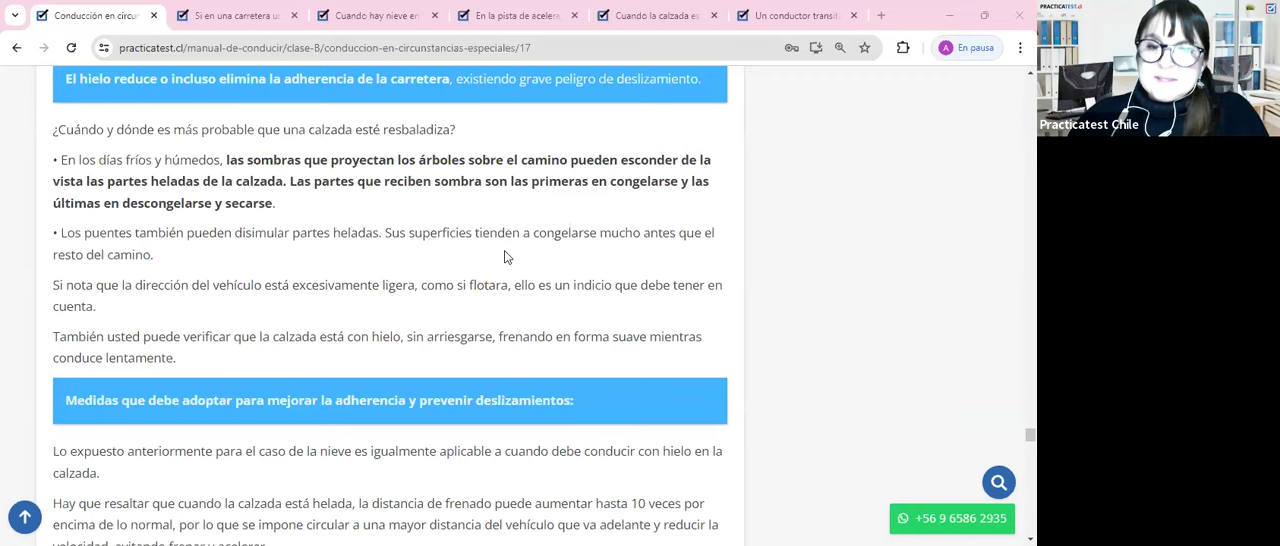 Conducción en circun
Si en una carretera us
Cuando hay nieve en
En la pista de aceler
Cuando la calzada es
Un conductor transit
practicatest.cl/manual-de-conducir/clase-B/conduccion-en-circunstancias-especiales/17
A En pausa
PRACTICATEST.cl
Practicatest Chile
El hielo reduce o incluso elimina la adherencia de la carretera, existiendo grave peligro de deslizamiento.
¿Cuándo y dónde es más probable que una calzada esté resbaladiza?
• En los días fríos y húmedos, las sombras que proyectan los árboles sobre el camino pueden esconder de la
vista las partes heladas de la calzada. Las partes que reciben sombra son las primeras en congelarse y las
últimas en descongelarse y secarse.
• Los puentes también pueden disimular partes heladas. Sus superficies tienden a congelarse mucho antes que el
resto del camino.
Si nota que la dirección del vehículo está excesivamente ligera, como si flotara, ello es un indicio que debe tener en
cuenta.
También usted puede verificar que la calzada está con hielo, sin arriesgarse, frenando en forma suave mientras
conduce lentamente.
Medidas que debe adoptar para mejorar la adherencia y prevenir deslizamientos:
Lo expuesto anteriormente para el caso de la nieve es igualmente aplicable a cuando debe conducir con hielo en la
calzada.
Hay que resaltar que cuando la calzada está helada, la distancia de frenado puede aumentar hasta 10 veces por
encima de lo normal, por lo que se impone circular a una mayor distancia del vehículo que va adelante y reducir la
velocidad, evitando frenar y acelerar
+56 9 6586 2935